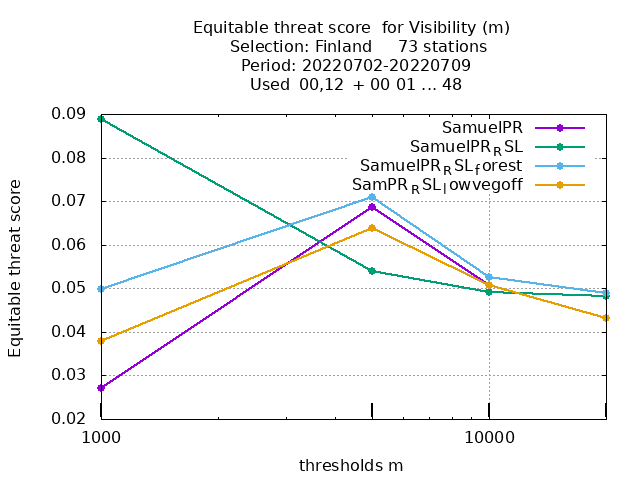 Equitable threat score  for Visibility (m)
Selection: Finland     73 stations
Period: 20220702-20220709
Used  00,12  + 00 01 ... 48
Equitable threat score
0.09
0.08
0.07
0.06
0.05
0.04
0.03
0.02
SamuelPR
SamuelPR_RSL
SamuelPR_RSL_forest
SamPR_RSL_lowvegoff
1000
10000
thresholds m